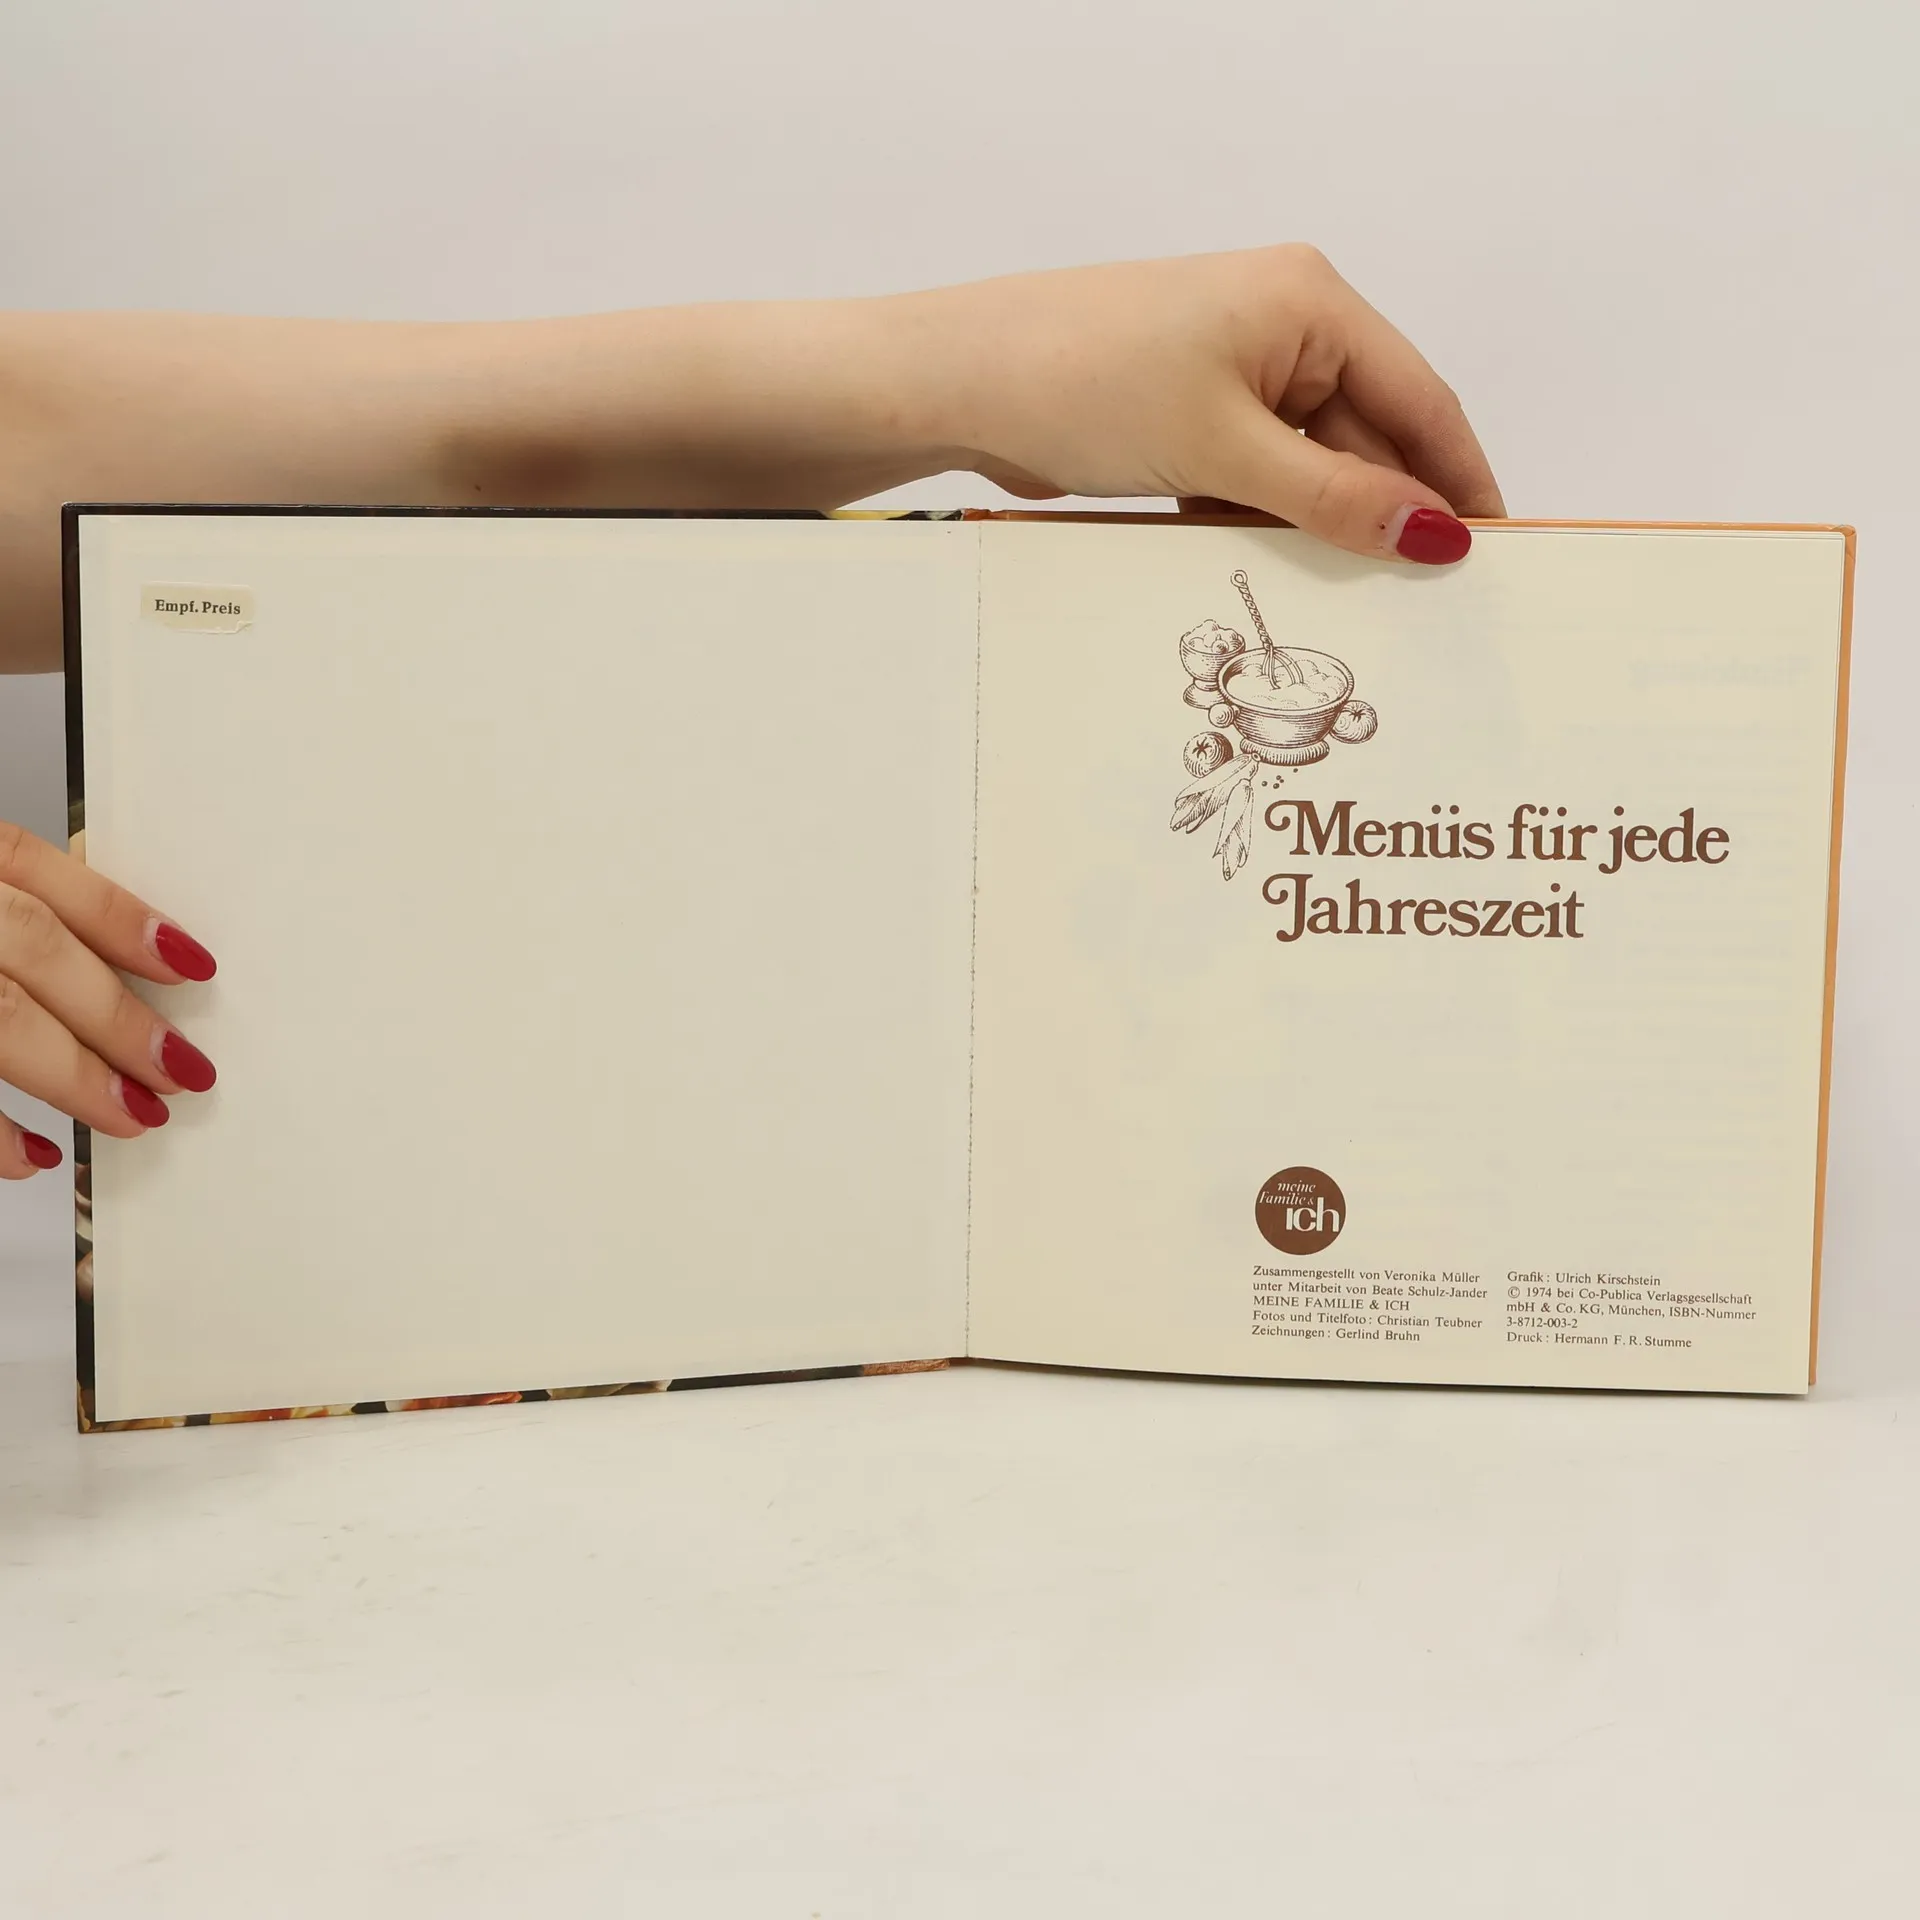 Empf. Preis
Menüs für jede
Jahreszeit
meine
Familie &
ich
Zusammengestellt von Veronika Müller
unter Mitarbeit von Beate Schulz-Jander
MEINE FAMILIE & ICH
Fotos und Titelfoto: Christian Teubner
Zeichnungen: Gerlind Bruhn
Grafik: Ulrich Kirschstein
© 1974 bei Co-Publica Verlagsgesellschaft
mbH & Co. KG, München, ISBN-Nummer
3-8712-003-2
Druck: Hermann F. R. Stumme